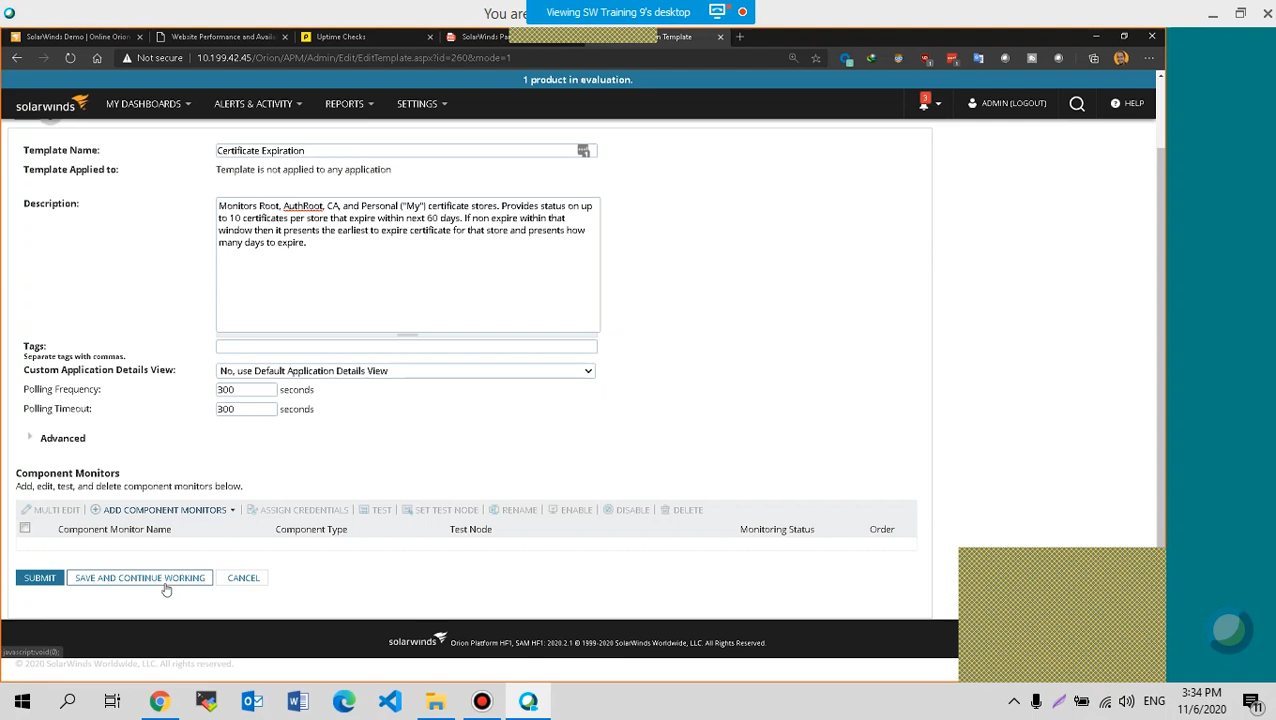 You are
Viewing SW Training 9's desktop
SolarWinds Demo | Online Orion
Website Performance and Availa
Uptime Checks
SolarWinds Pa
n Template
Not secure
10.199.42.45/Orion/APM/Admin/Edit/EditTemplate.aspx?id=260&mode=1
1 product in evaluation.
solarwinds
MY DASHBOARDS
ALERTS & ACTIVITY
REPORTS
SETTINGS
3
ADMIN (LOGOUT)
HELP
Template Name:
Certificate Expiration
Template Applied to:
Template is not applied to any application
Description:
Monitors Root, AuthRoot, CA, and Personal ("My") certificate stores. Provides status on up
to 10 certificates per store that expire within next 60 days. If non expire within that
window then it presents the earliest to expire certificate for that store and presents how
many days to expire.
Tags:
Separate tags with commas.
Custom Application Details View:
No, use Default Application Details View
Polling Frequency:
300
seconds
Polling Timeout:
300
seconds
Advanced
Component Monitors
Add, edit, test, and delete component monitors below.
MULTI EDIT
ADD COMPONENT MONITORS
ASSIGN CREDENTIALS
TEST
SET TEST NODE
RENAME
ENABLE
DISABLE
DELETE
Component Monitor Name
Component Type
Test Node
Monitoring Status
Order
SUBMIT
SAVE AND CONTINUE WORKING
CANCEL
solarwinds
Orion Platform HF1, SAM HF1: 2020.2.1 © 1999-2020 SolarWinds Worldwide, LLC. All Rights Reserved.
javascript:void(0);
© 2020 SolarWinds Worldwide, LLC. All rights reserved.
ENG
3:34 PM
11/6/2020